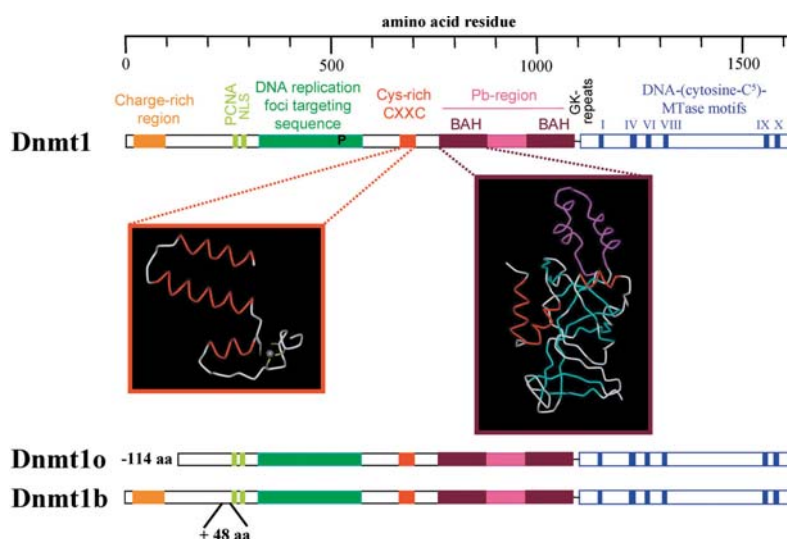 amino acid residue
0 500 1000 1500
Charge-rich
region
PCNA
NLS
DNA replication
foci targeting
sequence
Cys-rich
CXXC
Pb-region
BAH BAH
GK-
repeats
DNA-(cytosine-C⁵)-
MTase motifs
I IV VI VIII IX X
Dnmt1
P
Dnmt1o -114 aa
Dnmt1b
+ 48 aa